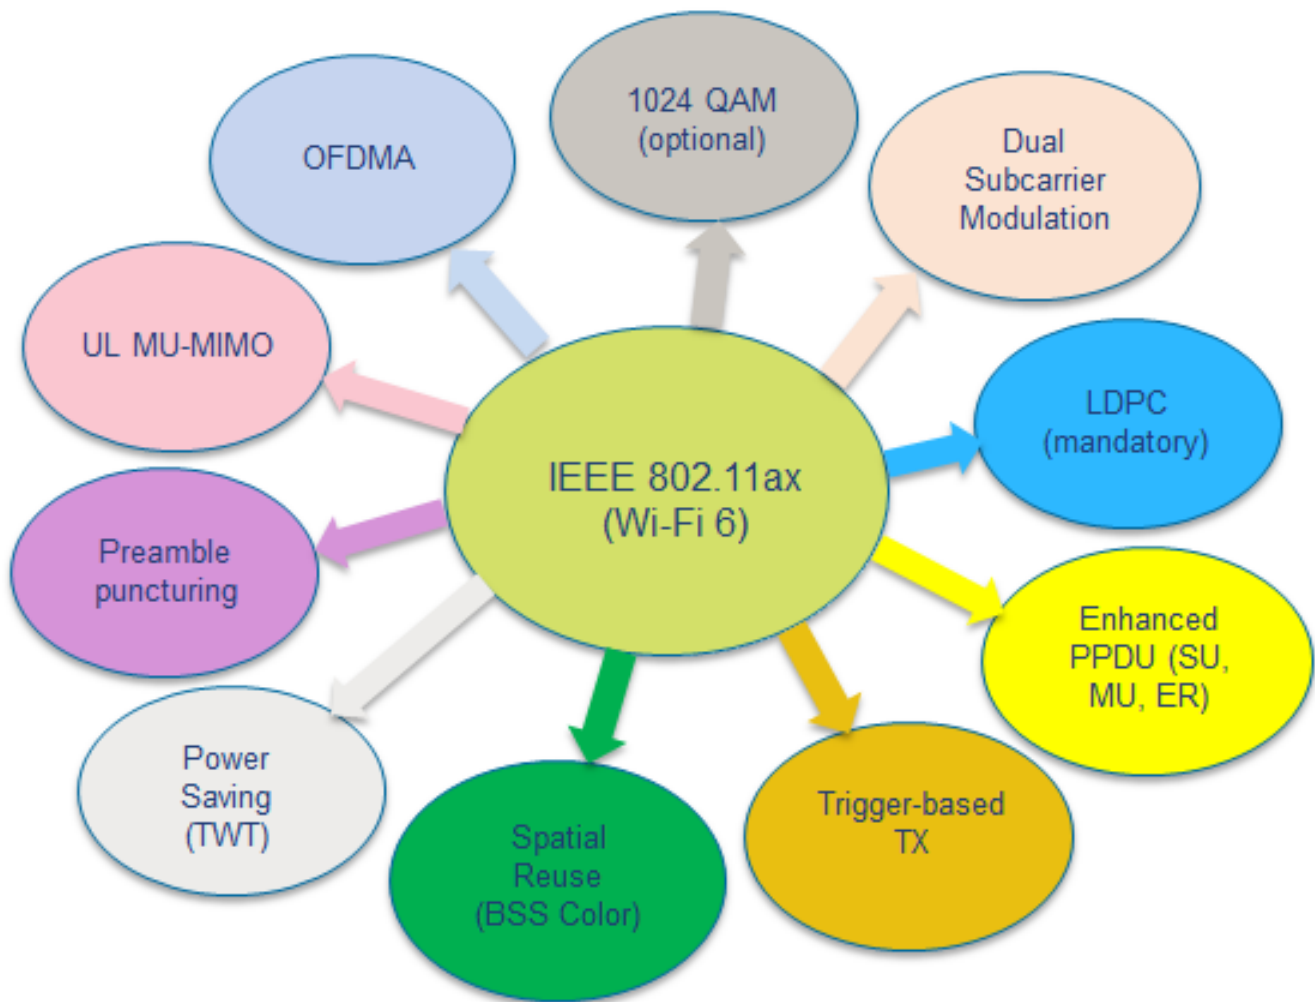 1024 QAM
(optional)
OFDMA
Dual
Subcarrier
Modulation
UL MU-MIMO
LDPC
(mandatory)
IEEE 802.11ax
(Wi-Fi 6)
Preamble
puncturing
Enhanced
PPDU (SU,
MU, ER)
Power
Saving
(TWT)
Trigger-based
TX
Spatial
Reuse
(BSS Color)